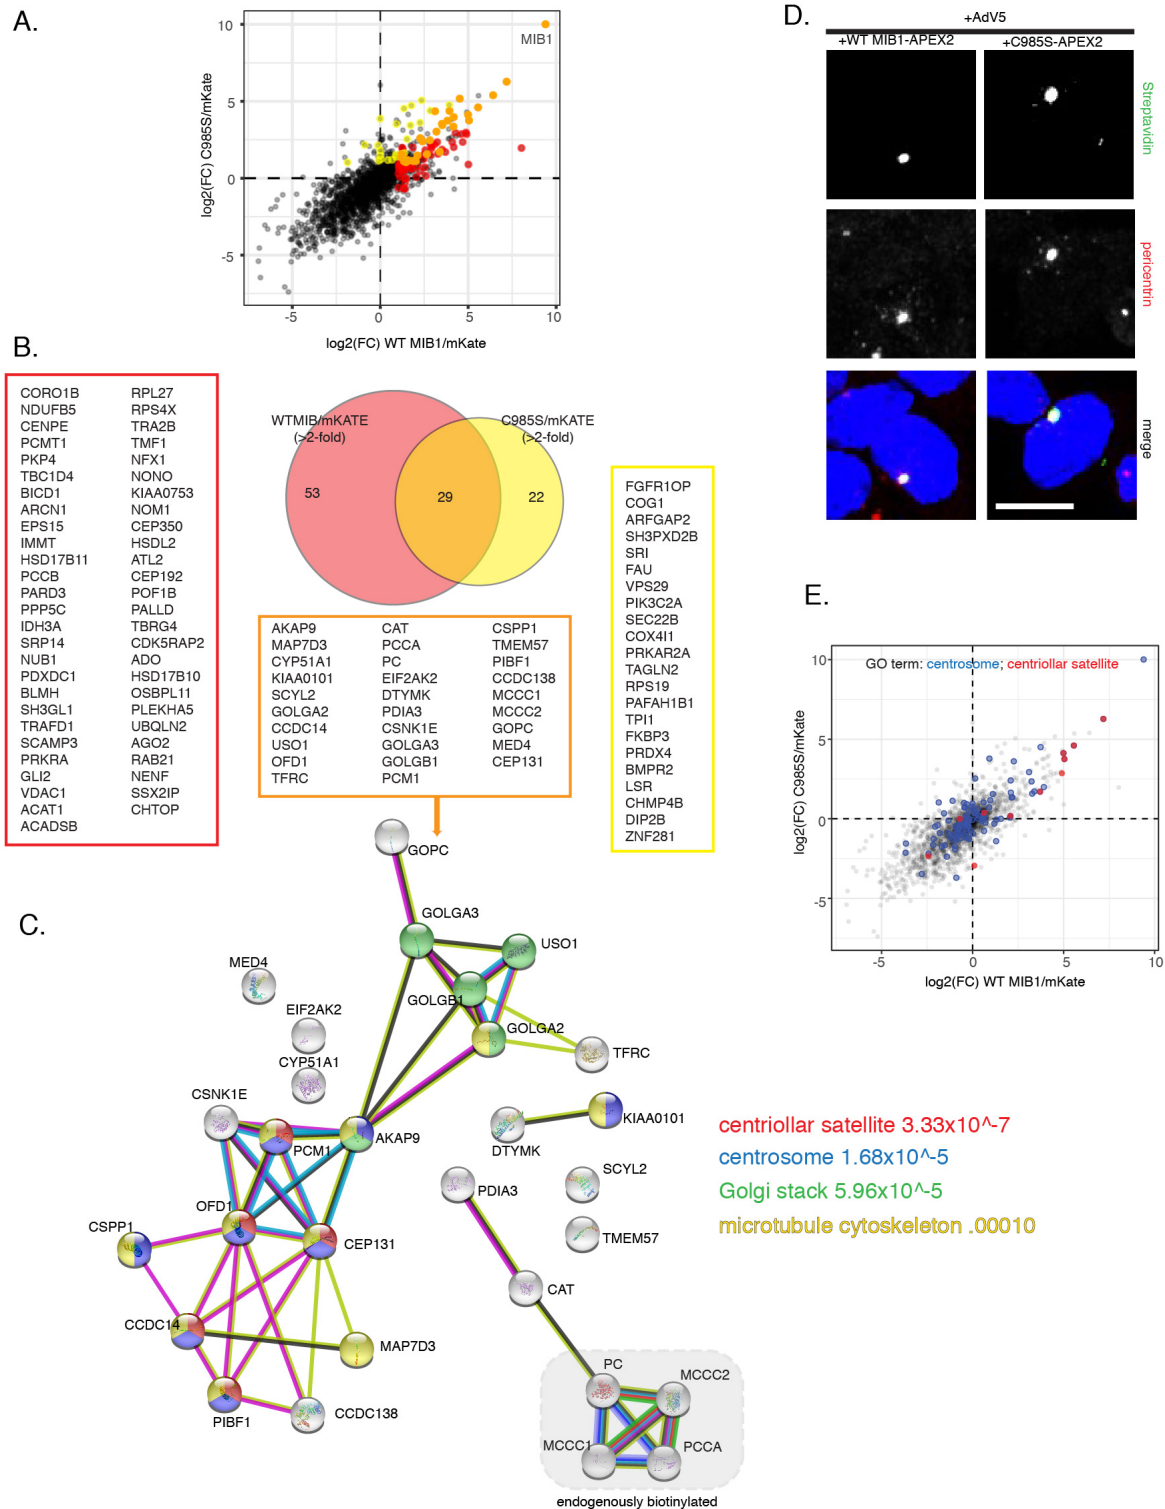 A.
10
5
0
-5
-5
0
5
10
MIB1
log2(FC) C985S/mKate
log2(FC) WT MIB1/mKate
B.
CORO1B
NDUFB5
CENPE
PCMT1
PKP4
TBC1D4
BICD1
ARCN1
EPS15
IMMT
HSD17B11
PCCB
PARD3
PPP5C
IDH3A
SRP14
NUB1
PDXDC1
BLMH
SH3GL1
TRAFD1
SCAMP3
PRKRA
GLI2
VDAC1
ACAT1
ACADSB
RPL27
RPS4X
TRA2B
TMF1
NFX1
NONO
KIAA0753
NOM1
CEP350
HSDL2
ATL2
CEP192
POF1B
PALLD
TBRG4
CDK5RAP2
ADO
HSD17B10
OSBPL11
PLEKHA5
UBQLN2
AGO2
RAB21
NENF
SSX2IP
CHTOP
WTMIB/mKATE
(>2-fold)
C985S/mKATE
(>2-fold)
53
29
22
AKAP9
MAP7D3
CYP51A1
KIAA0101
SCYL2
GOLGA2
CCDC14
USO1
OFD1
TFRC
CAT
PCCA
PC
EIF2AK2
DTYMK
PDIA3
CSNK1E
GOLGA3
GOLGB1
PCM1
CSPP1
TMEM57
PIBF1
CCDC138
MCCC1
MCCC2
GOPC
MED4
CEP131
FGFR1OP
COG1
ARFGAP2
SH3PXD2B
SRI
FAU
VPS29
PIK3C2A
SEC22B
COX4I1
PRKAR2A
TAGLN2
RPS19
PAFAH1B1
TPI1
FKBP3
PRDX4
BMPR2
LSR
CHMP4B
DIP2B
ZNF281
C.
GOPC
GOLGA3
USO1
GOLGB1
GOLGA2
TFRC
MED4
EIF2AK2
CYP51A1
CSNK1E
PCM1
AKAP9
OFD1
CEP131
CSPP1
CCDC14
MAP7D3
PIBF1
CCDC138
DTYMK
KIAA0101
SCYL2
PDIA3
TMEM57
CAT
PC
MCCC2
MCCC1
PCCA
endogenously biotinylated
centriollar satellite 3.33x10^-7
centrosome 1.68x10^-5
Golgi stack 5.96x10^-5
microtubule cytoskeleton .00010
D.
+AdV5
+WT MIB1-APEX2
+C985S-APEX2
Streptavidin
pericentrin
merge
E.
GO term: centrosome; centriollar satellite
10
5
0
-5
-5
0
5
10
log2(FC) C985S/mKate
log2(FC) WT MIB1/mKate